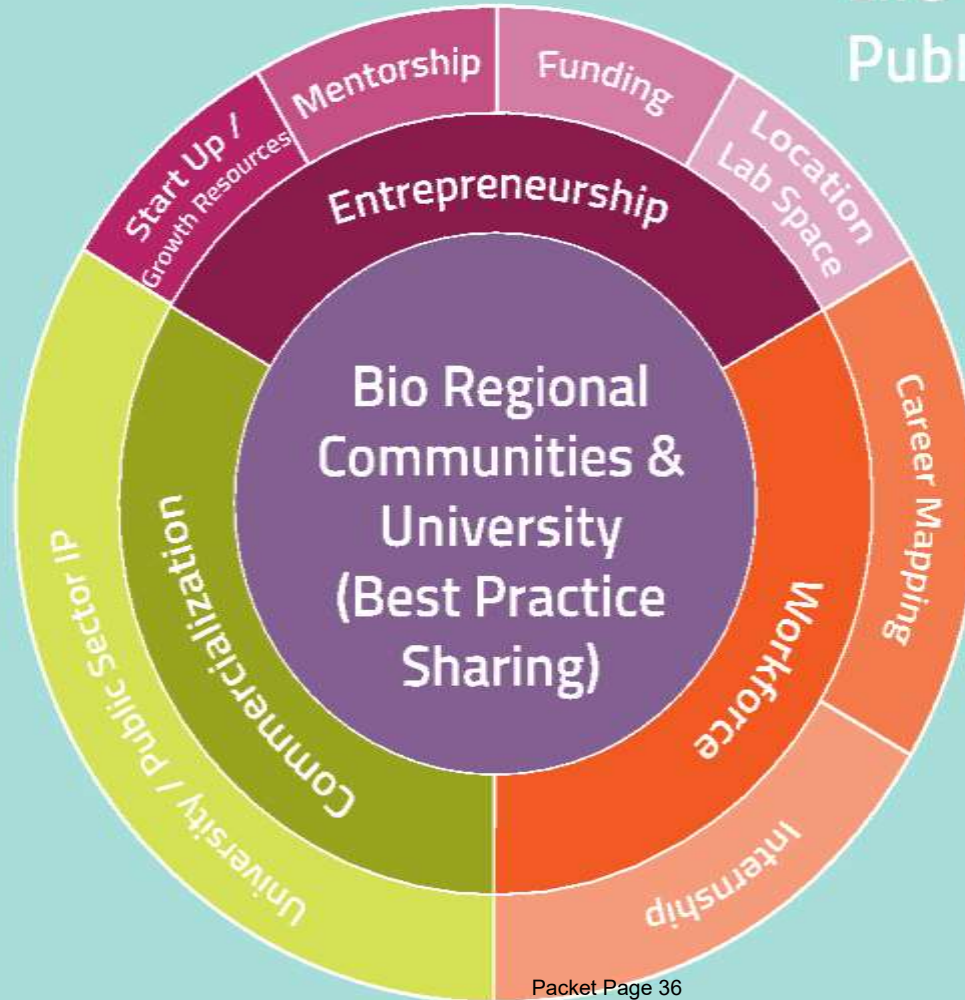 Publ
Start Up /
Growth Resources
Mentorship
Funding
Location
Lab Space
Entrepreneurship
Bio Regional
Communities &
University
(Best Practice
Sharing)
Commercialization
University / Public Sector IP
Workforce
Career Mapping
Internship
Packet Page 36